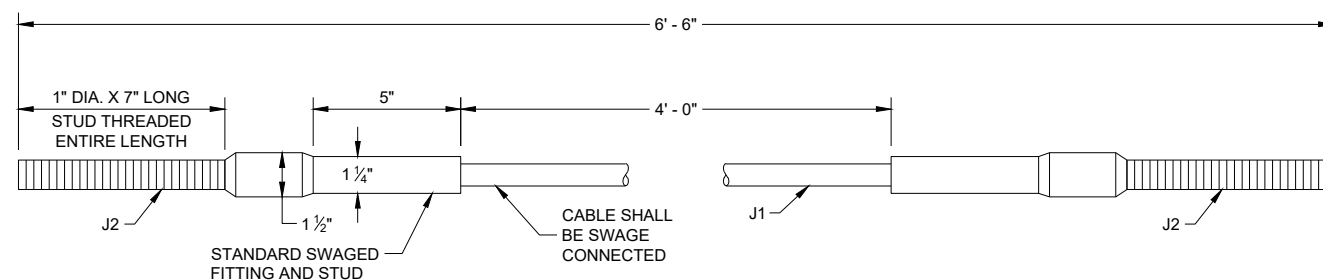 6' - 6"
1" DIA. X 7" LONG
STUD THREADED
ENTIRE LENGTH
5"
4' - 0"
1 ¼"
J2
1 ½"
STANDARD SWAGED
FITTING AND STUD
CABLE SHALL
BE SWAGE
CONNECTED
J1
J2